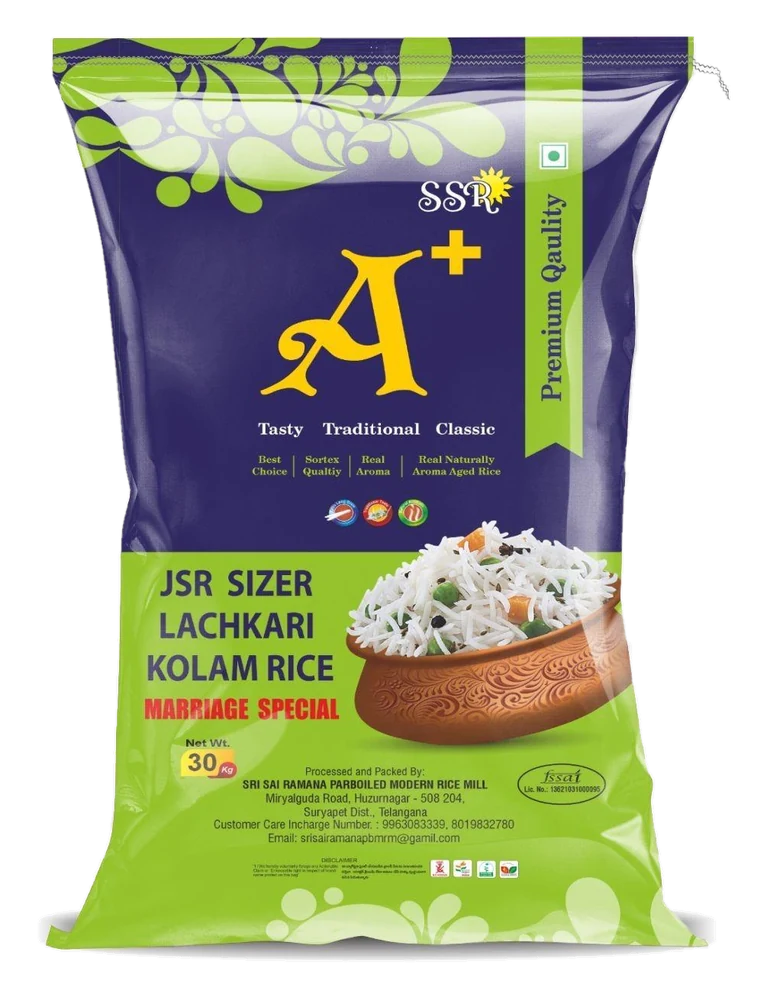 SSR
A+
Premium Qaulity
Tasty Traditional Classic
Best Choice | Sortex Qualtiy | Real Aroma | Real Naturally Aroma Aged Rice
JSR SIZER
LACHKARI
KOLAM RICE
MARRIAGE SPECIAL
Net Wt.
30 Kg
Processed and Packed By:
SRI SAI RAMANA PARBOILED MODERN RICE MILL
Miryalguda Road, Huzurnagar - 508 204,
Suryapet Dist., Telangana
Customer Care Incharge Number. : 9963083339, 8019832780
Email: srisairamanapbmrm@gamil.com
fssai
Lic. No.: 13621031000095
DISCLAIMER